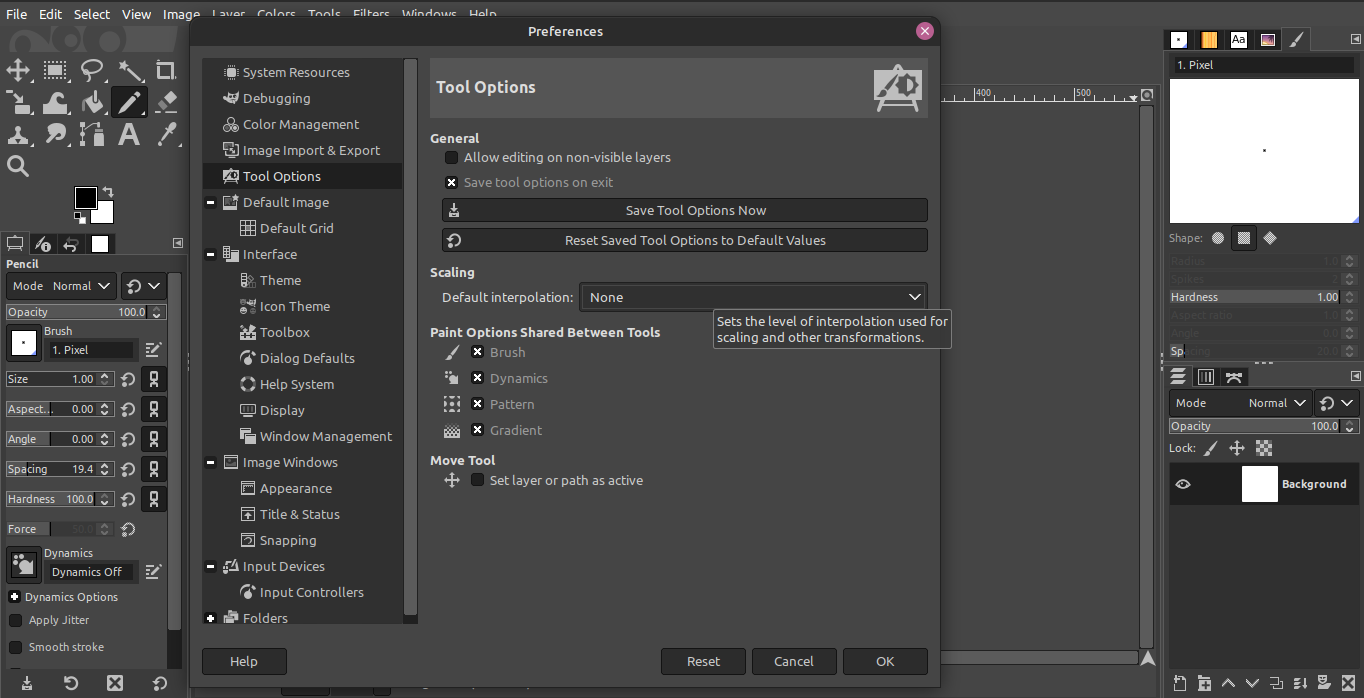 File Edit Select View Image Layer Colors Tools Filters Windows Help
Preferences
System Resources
Debugging
Color Management
Image Import & Export
Tool Options
Default Image
Default Grid
Interface
Theme
Icon Theme
Toolbox
Dialog Defaults
Help System
Display
Window Management
Image Windows
Appearance
Title & Status
Snapping
Input Devices
Input Controllers
Folders
Tool Options
General
Allow editing on non-visible layers
Save tool options on exit
Save Tool Options Now
Reset Saved Tool Options to Default Values
Scaling
Default interpolation: None
Sets the level of interpolation used for
scaling and other transformations.
Paint Options Shared Between Tools
Brush
Dynamics
Pattern
Gradient
Move Tool
Set layer or path as active
Help Reset Cancel OK
Pencil
Mode Normal
Opacity 100.0
Brush
1. Pixel
Size 1.00
Aspect... 0.00
Angle 0.00
Spacing 19.4
Hardness 100.0
Force 50.0
Dynamics
Dynamics Off
Dynamics Options
Apply Jitter
Smooth stroke
400 500
Aa
1. Pixel
Shape:
Radius 1.0
Spikes 2
Hardness 1.00
Aspect ratio 1.0
Angle 0.0
Spacing 20.0
Mode Normal
Opacity 100.0
Lock:
Background